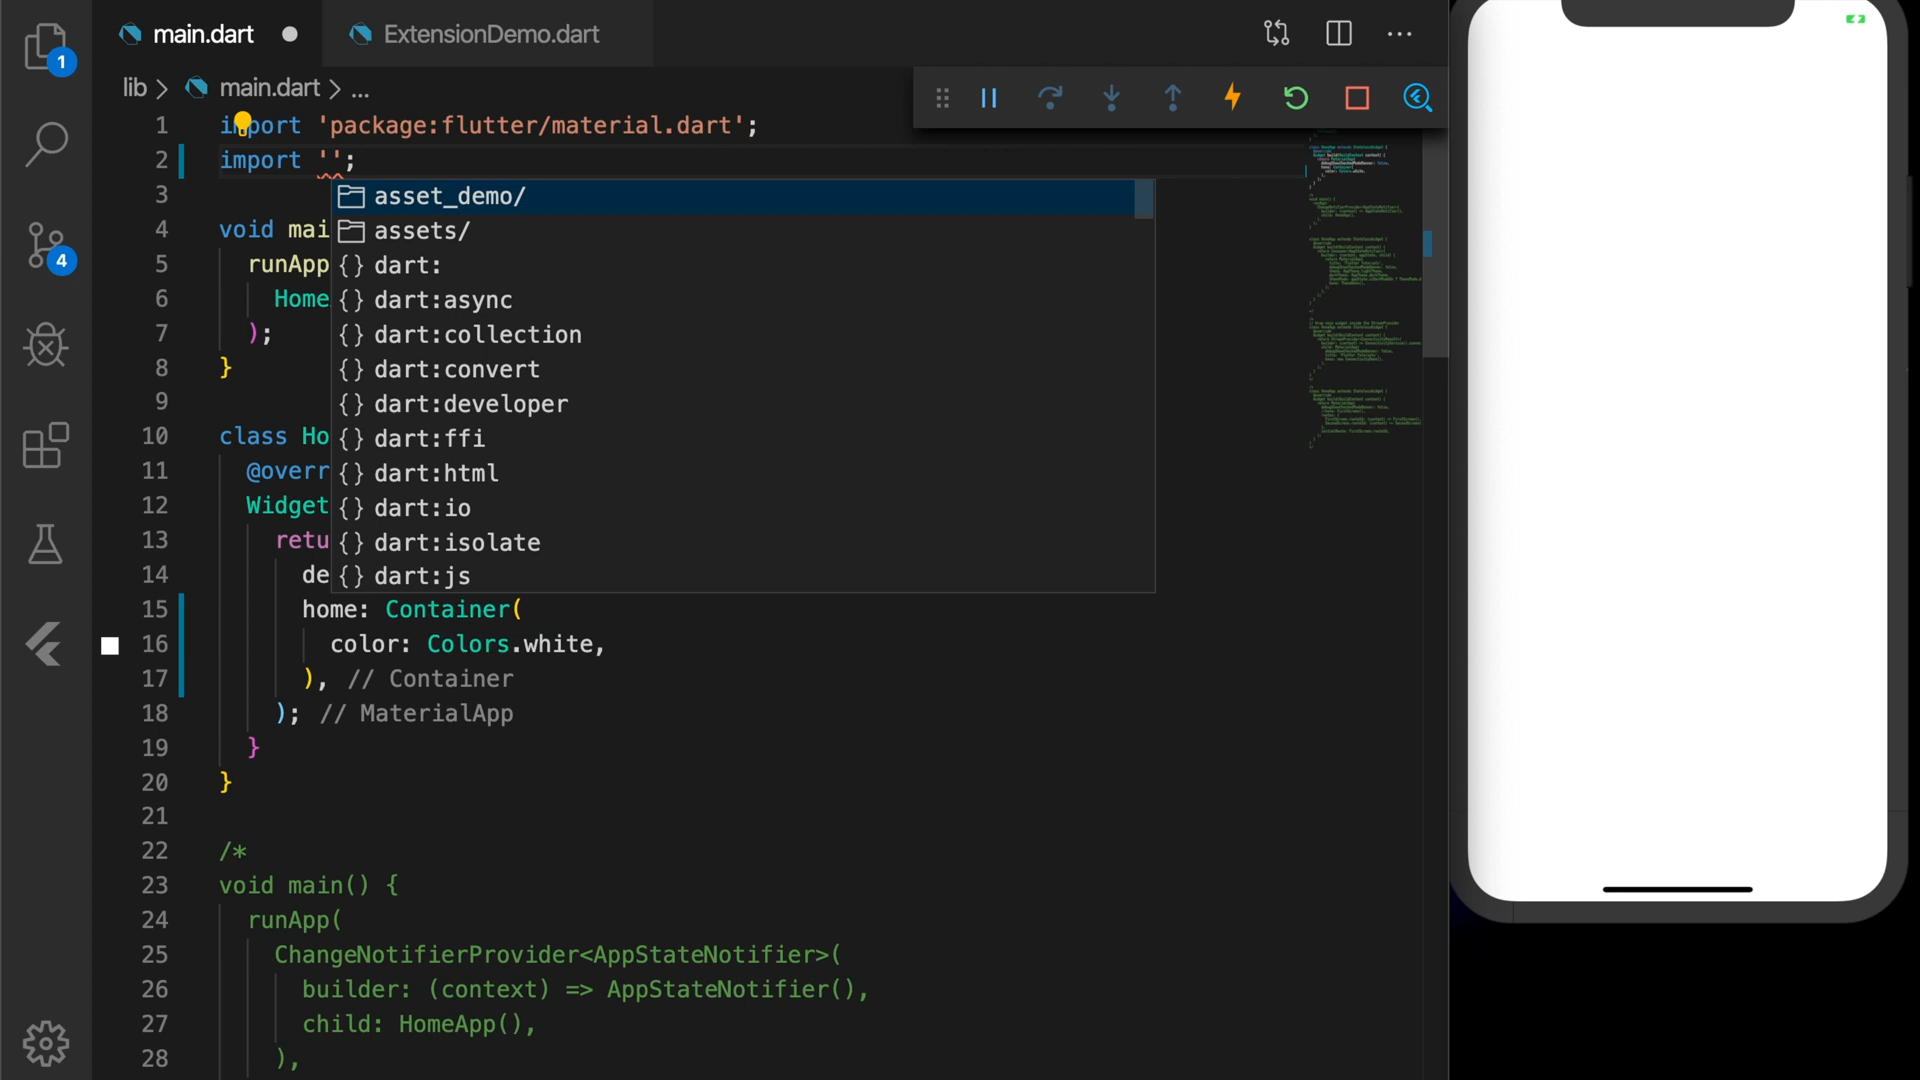 main.dart
ExtensionDemo.dart
lib > main.dart > ...
1
4
1 import 'package:flutter/material.dart';
2 import '';
3 asset_demo/
assets/
4 void mai
dart:
5 runApp
dart:async
6 Home
dart:collection
7 );
dart:convert
8 }
dart:developer
9
dart:ffi
10 class Ho
dart:html
11 @overr
dart:io
12 Widget
dart:isolate
13 retu
dart:js
14 de
15 home: Container(
16 color: Colors.white,
17 ), // Container
18 ); // MaterialApp
19 }
20 }
21
22 /*
23 void main() {
24 runApp(
25 ChangeNotifierProvider<AppStateNotifier>(
26 builder: (context) => AppStateNotifier(),
27 child: HomeApp(),
28 ),